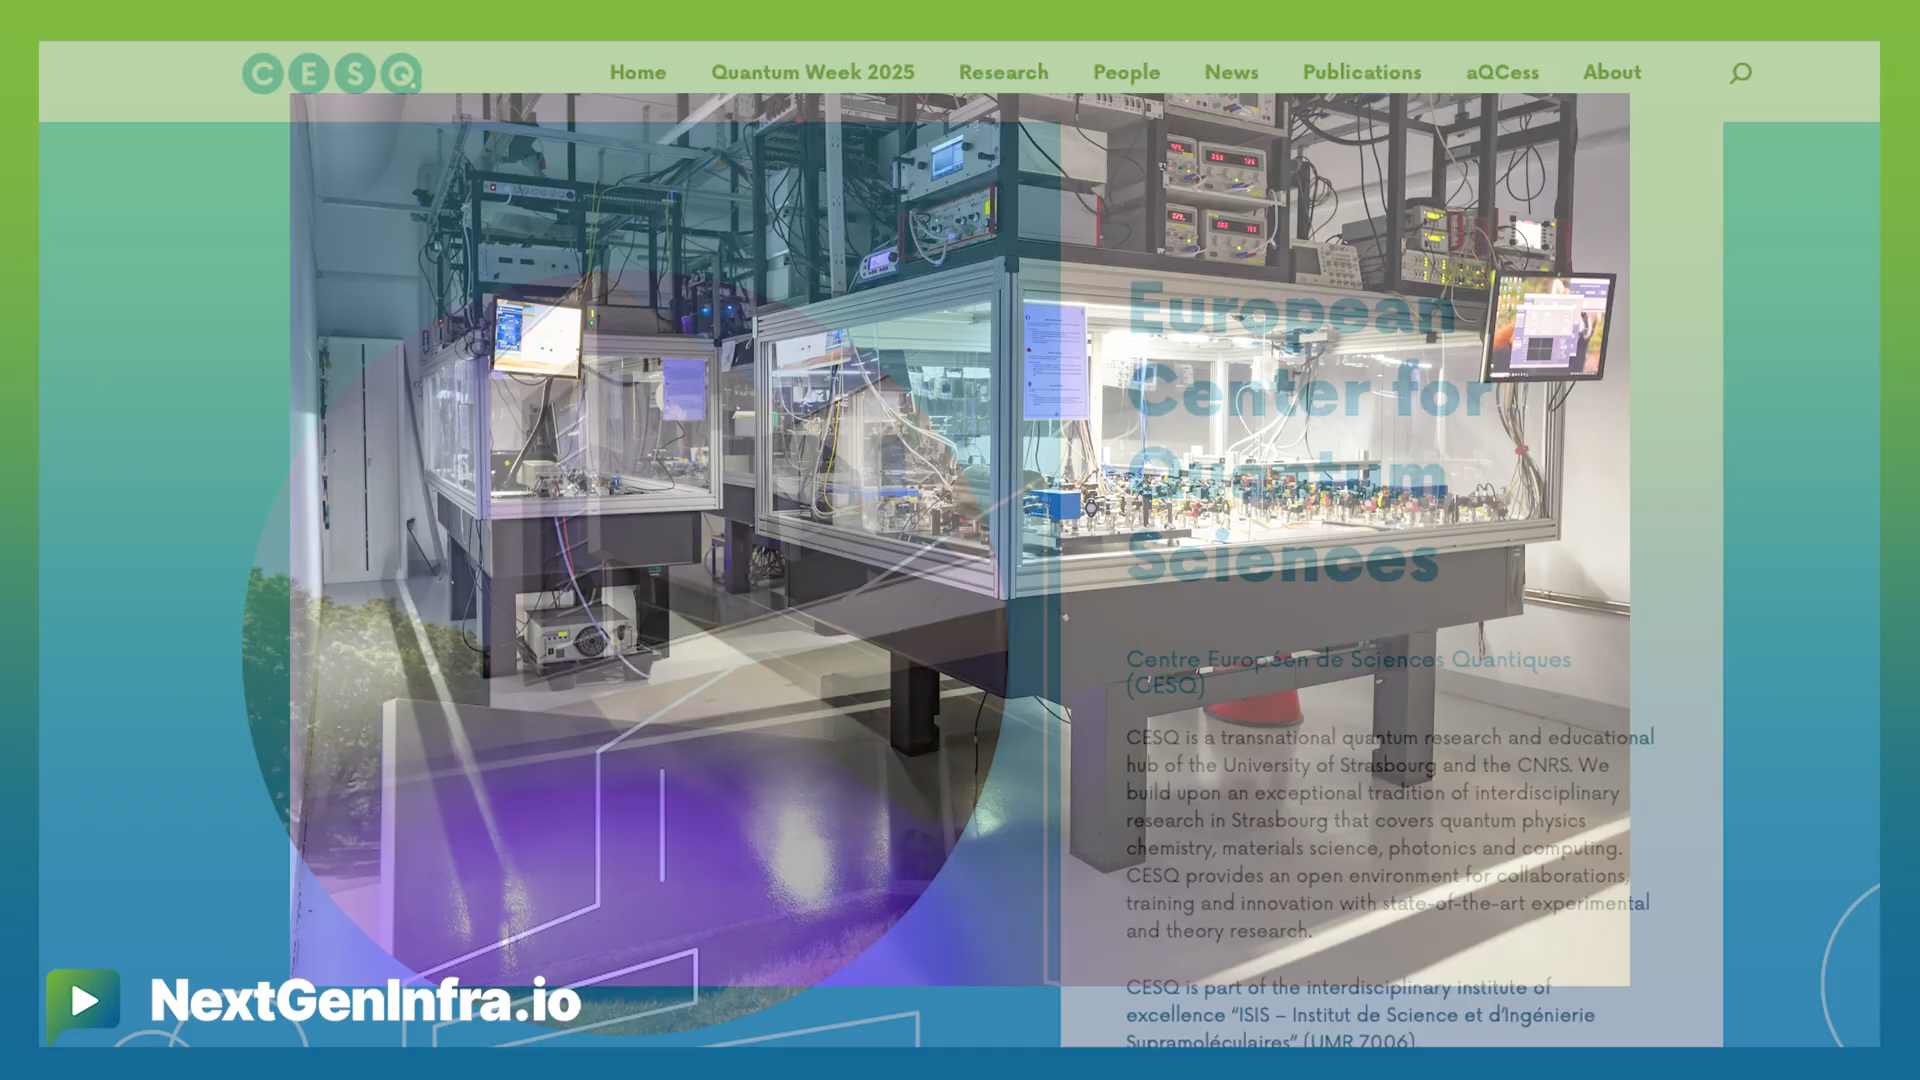 CESQ
Home Quantum Week 2025 Research People News Publications aQCess About
European
Center for
Quantum
Sciences
Centre Européen de Sciences Quantiques
(CESQ)
CESQ is a transnational quantum research and educational
hub of the University of Strasbourg and the CNRS. We
build upon an exceptional tradition of interdisciplinary
research in Strasbourg that covers quantum physics
chemistry, materials science, photonics and computing.
CESQ provides an open environment for collaborations,
training and innovation with state-of-the-art experimental
and theory research.
CESQ is part of the interdisciplinary institute of
excellence “ISIS – Institut de Science et d’Ingénierie
Supramoléculaires” (UMR 7006)
NextGenInfra.io